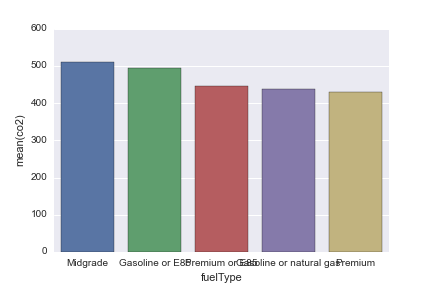 600
500
400
300
200
100
0
mean(co2)
Midgrade
Gasoline or E85
Premium or E85
Gasoline or natural gas
Premium
fuelType